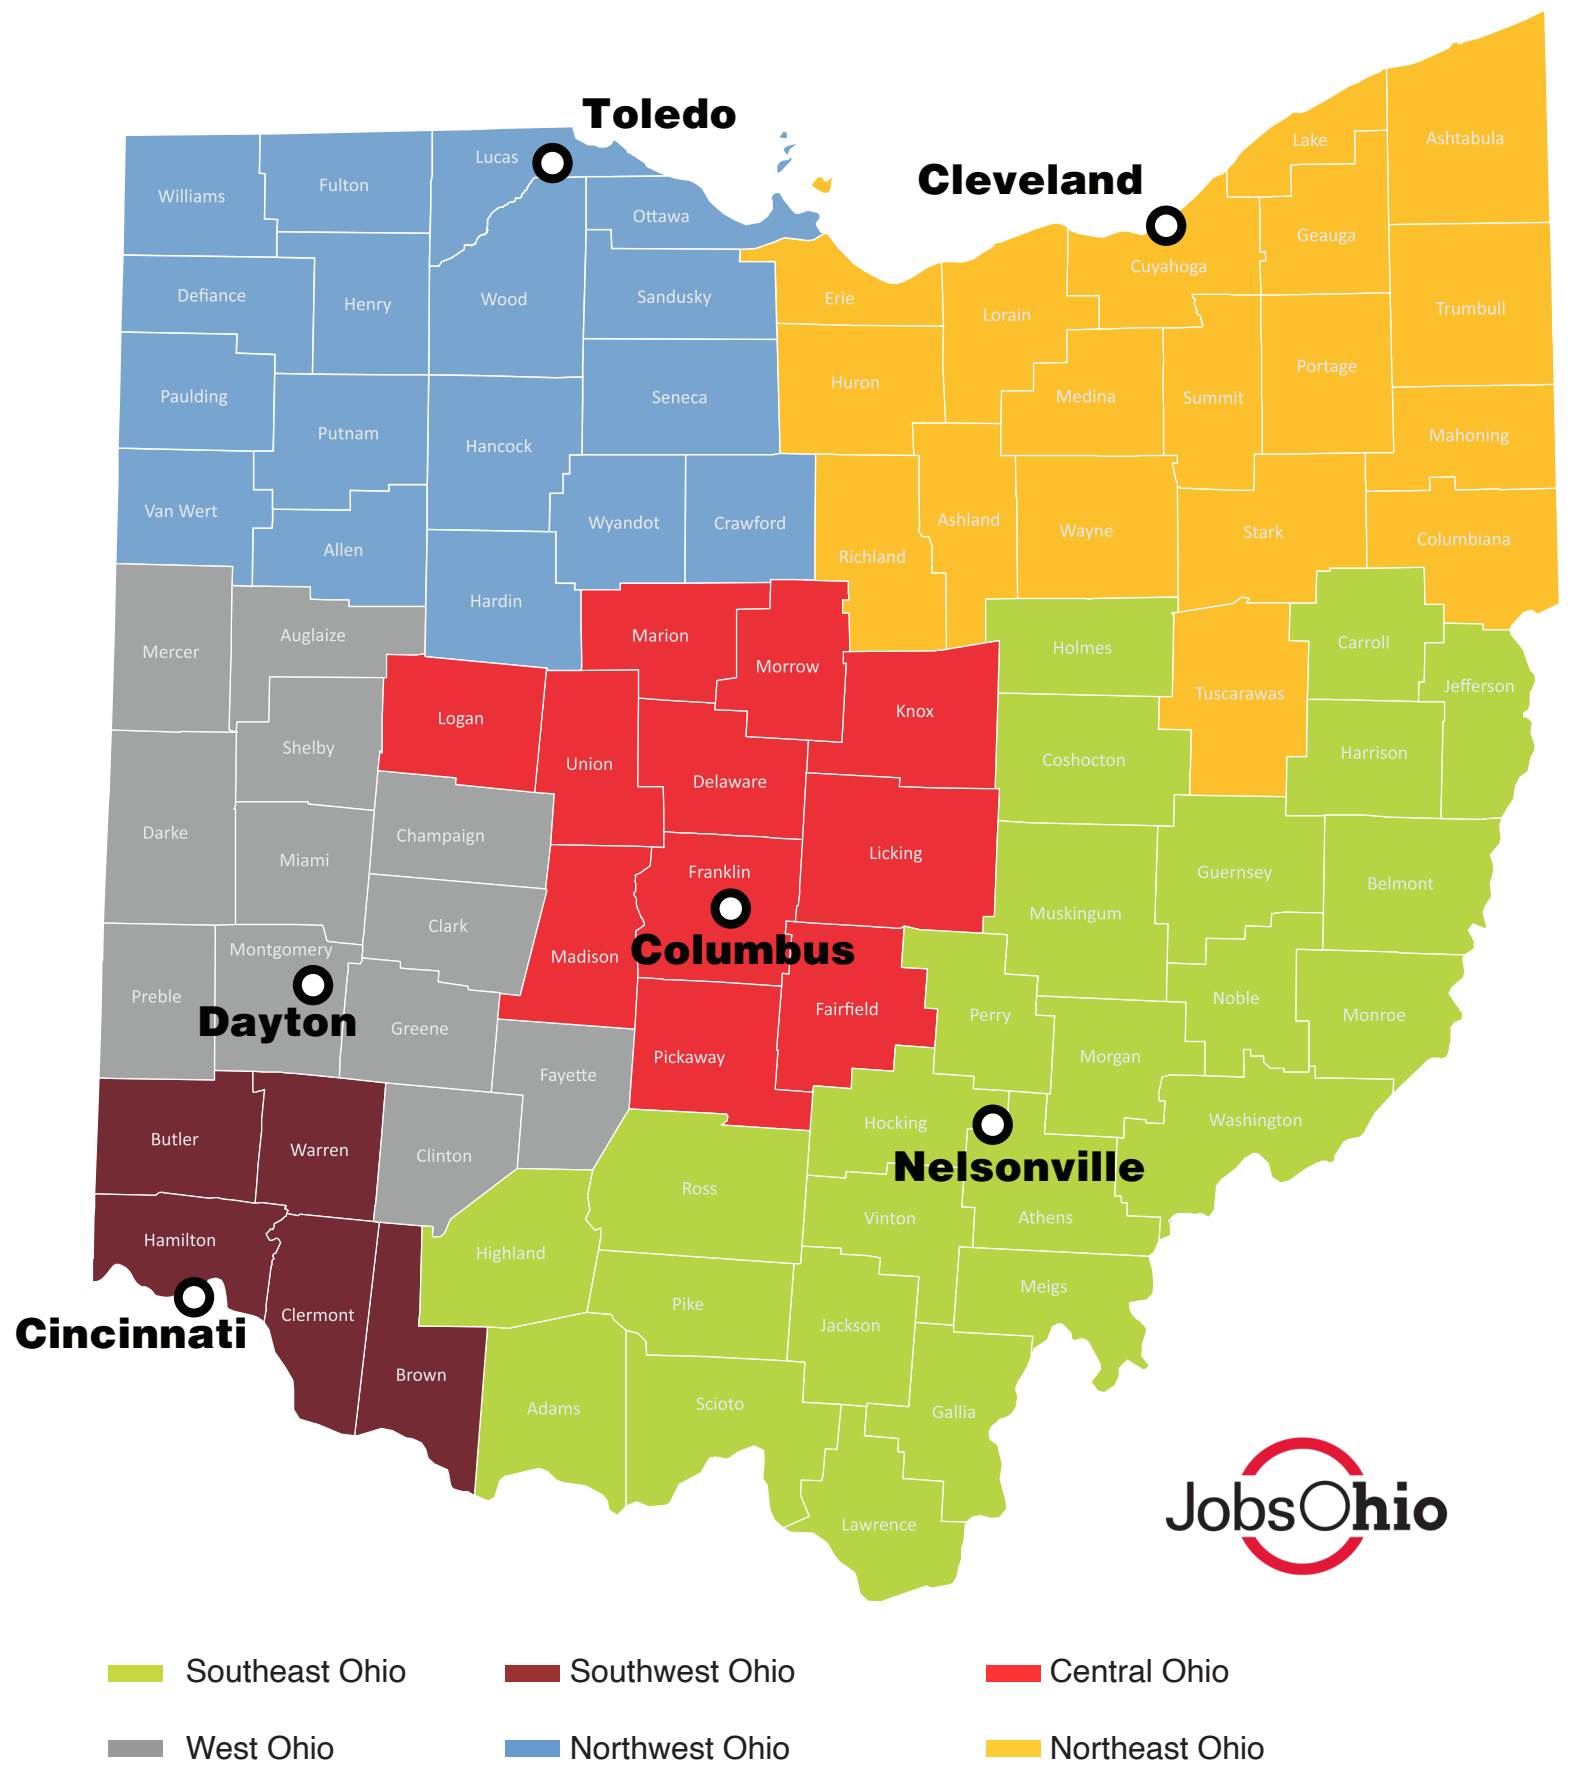 Toledo
Cleveland
Lake
Ashtabula
Lucas
Fulton
Williams
Ottawa
Geauga
Cuyahoga
Defiance
Henry
Wood
Sandusky
Erie
Lorain
Trumbull
Paulding
Huron
Medina
Summit
Portage
Seneca
Putnam
Hancock
Mahoning
Van Wert
Wyandot
Crawford
Ashland
Wayne
Stark
Columbiana
Allen
Richland
Hardin
Mercer
Auglaize
Marion
Morrow
Holmes
Carroll
Jefferson
Tuscarawas
Logan
Knox
Shelby
Union
Delaware
Coshocton
Harrison
Darke
Champaign
Miami
Licking
Franklin
Guernsey
Belmont
Clark
Muskingum
Montgomery
Madison
Columbus
Preble
Dayton
Greene
Fairfield
Perry
Noble
Monroe
Pickaway
Morgan
Fayette
Hocking
Washington
Butler
Warren
Clinton
Nelsonville
Ross
Vinton
Athens
Hamilton
Highland
Cincinnati
Clermont
Pike
Jackson
Meigs
Brown
Adams
Scioto
Gallia
Lawrence
JobsOhio
Southeast Ohio
Southwest Ohio
Central Ohio
West Ohio
Northwest Ohio
Northeast Ohio